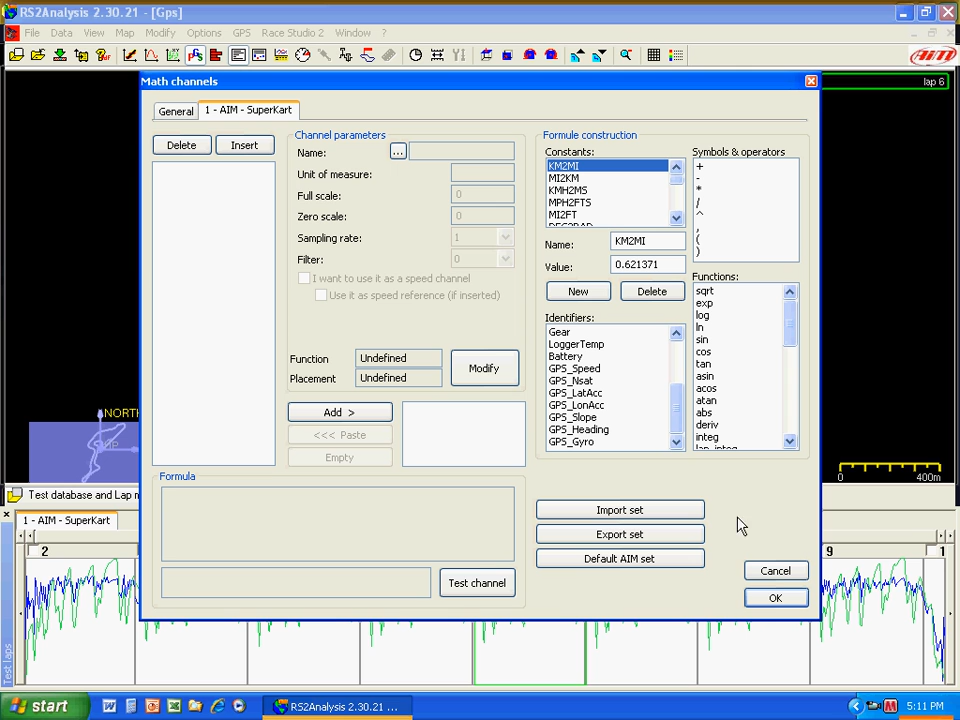 RS2Analysis 2.30.21 - [Gps]
File Data View Map Modify Options GPS Race Studio 2 Window ?
AiM
lap 6
Math channels
General
1 - AIM - SuperKart
Delete
Insert
Channel parameters
Name:
...
Unit of measure:
Full scale:
0
Zero scale:
0
Sampling rate:
1
Filter:
0
I want to use it as a speed channel
Use it as speed reference (if inserted)
Function
Undefined
Placement
Undefined
Modify
Add >
<<< Paste
Empty
Formula
Test channel
Formule construction
Constants:
KM2MI
MI2KM
KMH2MS
MPH2FTS
MI2FT
Name:
KM2MI
Value:
0.621371
New
Delete
Identifiers:
Gear
LoggerTemp
Battery
GPS_Speed
GPS_Nsat
GPS_LatAcc
GPS_LonAcc
GPS_Slope
GPS_Heading
GPS_Gyro
Symbols & operators
+
-
*
/
^
,
(
)
Functions:
sqrt
exp
log
ln
sin
cos
tan
asin
acos
atan
abs
deriv
integ
Import set
Export set
Default AIM set
Cancel
OK
NORTH
0
400m
Test database and Lap
1 - AIM - SuperKart
2
9
1
Test laps
start
RS2Analysis 2.30.21 ...
5:11 PM